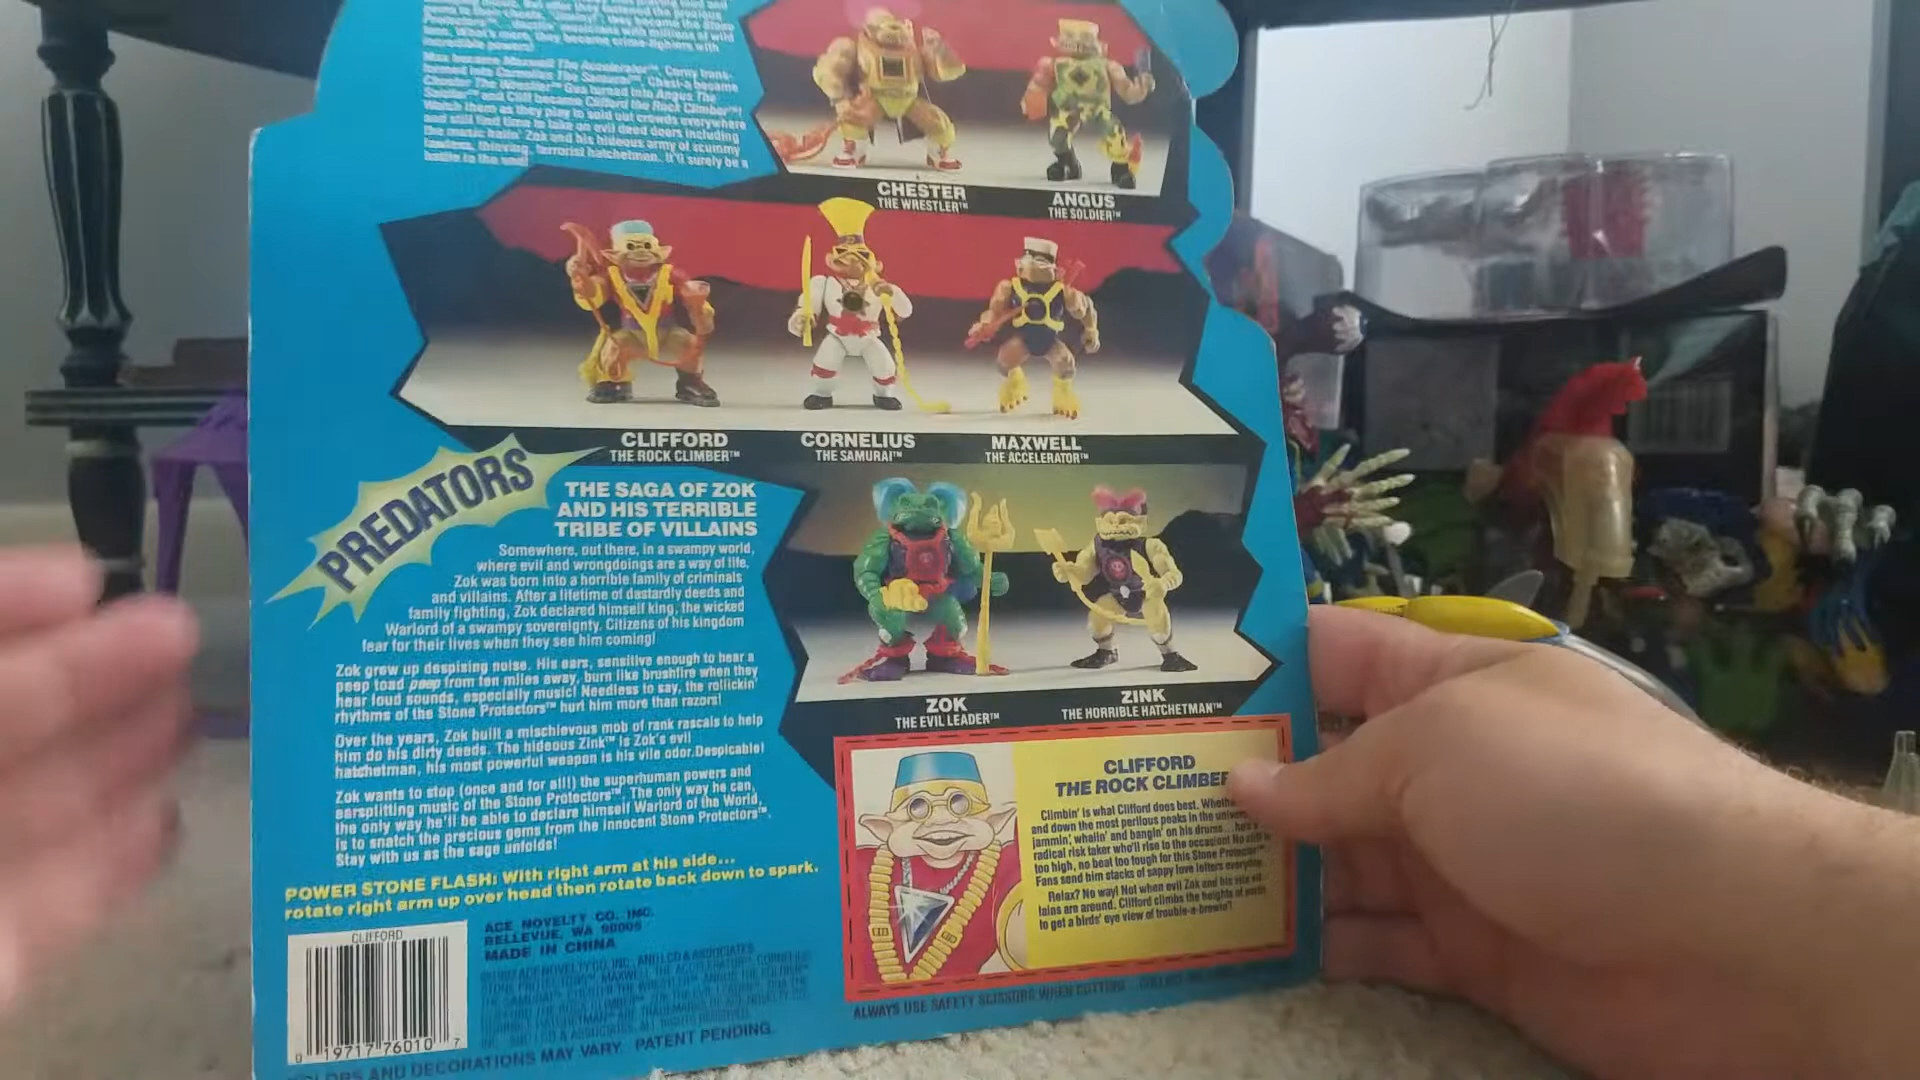 incredible powers!
Max became Maxwell The Accelerator™, Corny trans-
formed into Cornelius The Samurai™, Chest-a became
Chester The Wrestler™ Gus turned into Angus The
Soldier™ and Cliff became Clifford the Rock Climber™!
Watch them as they play to sold out crowds everywhere
and still find time to take on evil deed doers including
the music hatin' Zok and his hideous army of scummy
lawless, thieving, terrorist hatchetmen. It'll surely be a
battle to the end!
CHESTER
THE WRESTLER™
ANGUS
THE SOLDIER™
CLIFFORD
THE ROCK CLIMBER™
CORNELIUS
THE SAMURAI™
MAXWELL
THE ACCELERATOR™
PREDATORS
THE SAGA OF ZOK
AND HIS TERRIBLE
TRIBE OF VILLAINS
Somewhere, out there, in a swampy world,
where evil and wrongdoings are a way of life,
Zok was born into a horrible family of criminals
and villains. After a lifetime of dastardly deeds and
family fighting, Zok declared himself king, the wicked
Warlord of a swampy sovereignty. Citizens of his kingdom
fear for their lives when they see him coming!
Zok grew up despising noise. His ears, sensitive enough to hear a
peep toad peep from ten miles away, burn like brushfire when they
hear loud sounds, especially music! Needless to say, the rollickin'
rhythms of the Stone Protectors™ hurt him more than razors!
Over the years, Zok built a mischievous mob of rank rascals to help
him do his dirty deeds. The hideous Zink™ is Zok's evil
hatchetman, his most powerful weapon is his vile odor. Despicable!
Zok wants to stop (once and for all!) the superhuman powers and
earsplitting music of the Stone Protectors™. The only way he can,
the only way he'll be able to declare himself Warlord of the World,
is to snatch the precious gems from the innocent Stone Protectors™.
Stay with us as the sage unfolds!
ZOK
THE EVIL LEADER™
ZINK
THE HORRIBLE HATCHETMAN™
POWER STONE FLASH: With right arm at his side...
rotate right arm up over head then rotate back down to spark.
CLIFFORD
THE ROCK CLIMBER
Climbin' is what Clifford does best. Whether
and down the most perilous peaks in the
jammin', whalin' and bangin' on his drums...he's a
radical risk taker who'll rise to the occasion! No
too high, no beat too tough for this Stone Protector™
Fans send him stacks of sappy love letters everyday.
Relax? No way! Not when evil Zok and his vile vil-
lains are around. Clifford climbs the heights of
to get a birds' eye view of trouble-a-brewin'!
CLIFFORD
0 19717 76010 7
ACE NOVELTY CO. INC.
BELLEVUE, WA 98005
MADE IN CHINA
PATENT PENDING.
ALWAYS USE SAFETY SCISSORS WHEN CUTTING.
COLORS AND DECORATIONS MAY VARY.